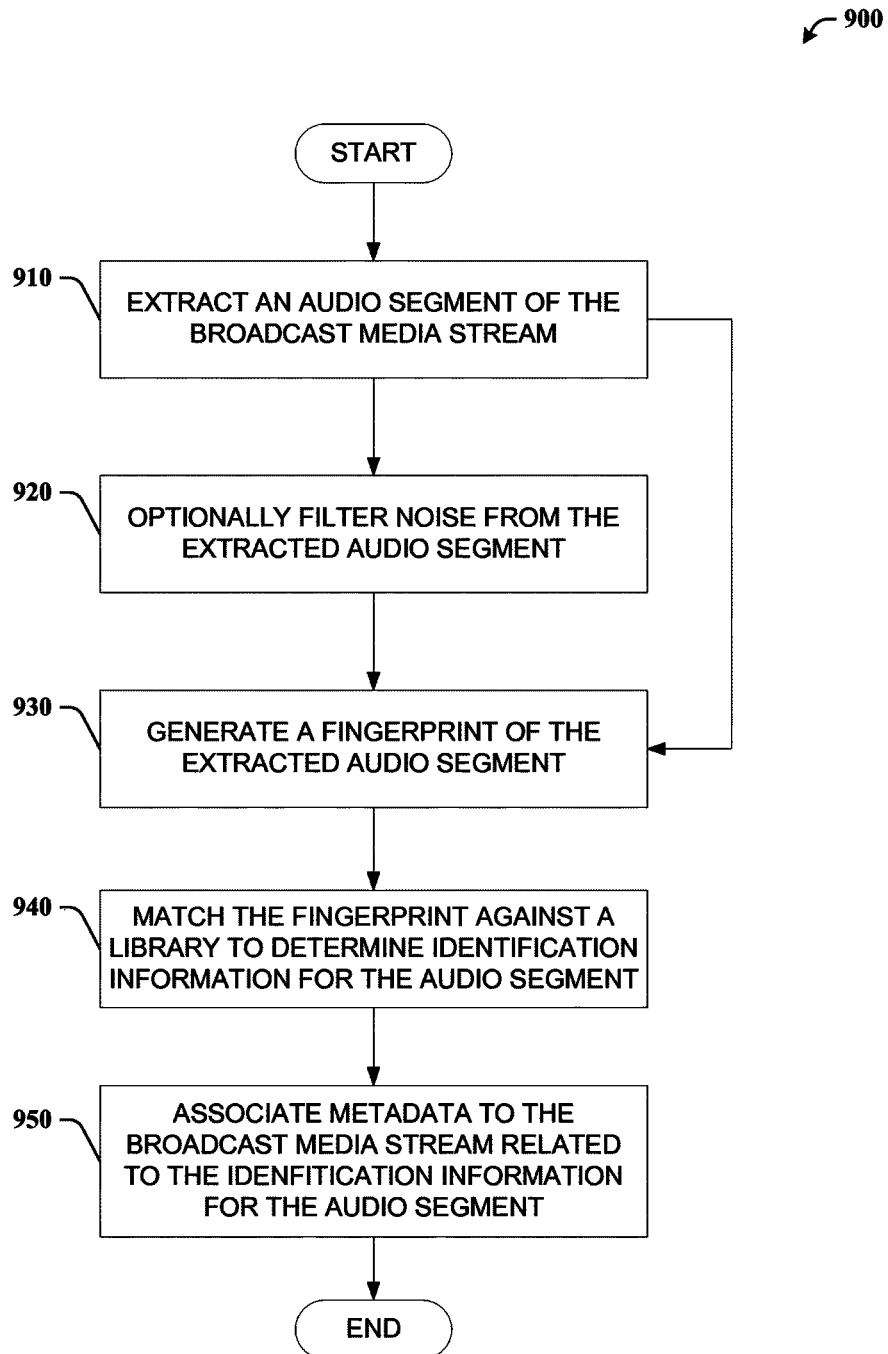 900
START
910
EXTRACT AN AUDIO SEGMENT OF THE
BROADCAST MEDIA STREAM
920
OPTIONALLY FILTER NOISE FROM THE
EXTRACTED AUDIO SEGMENT
930
GENERATE A FINGERPRINT OF THE
EXTRACTED AUDIO SEGMENT
940
MATCH THE FINGERPRINT AGAINST A
LIBRARY TO DETERMINE IDENTIFICATION
INFORMATION FOR THE AUDIO SEGMENT
950
ASSOCIATE METADATA TO THE
BROADCAST MEDIA STREAM RELATED
TO THE IDENFITICATION INFORMATION
FOR THE AUDIO SEGMENT
END